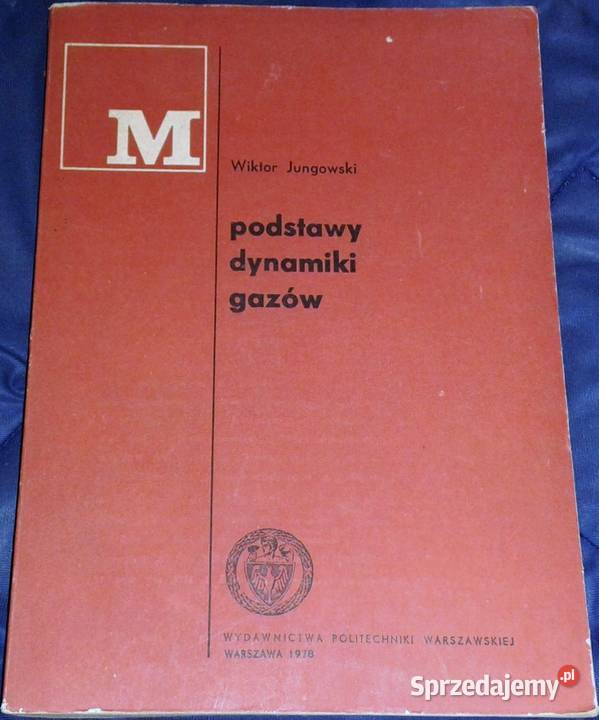 M
Wiktor Jungowski
podstawy
dynamiki
gazów
WYDAWNICTWA POLITECHNIKI WARSZAWSKIEJ
WARSZAWA 1978
Sprzedajemy.pl